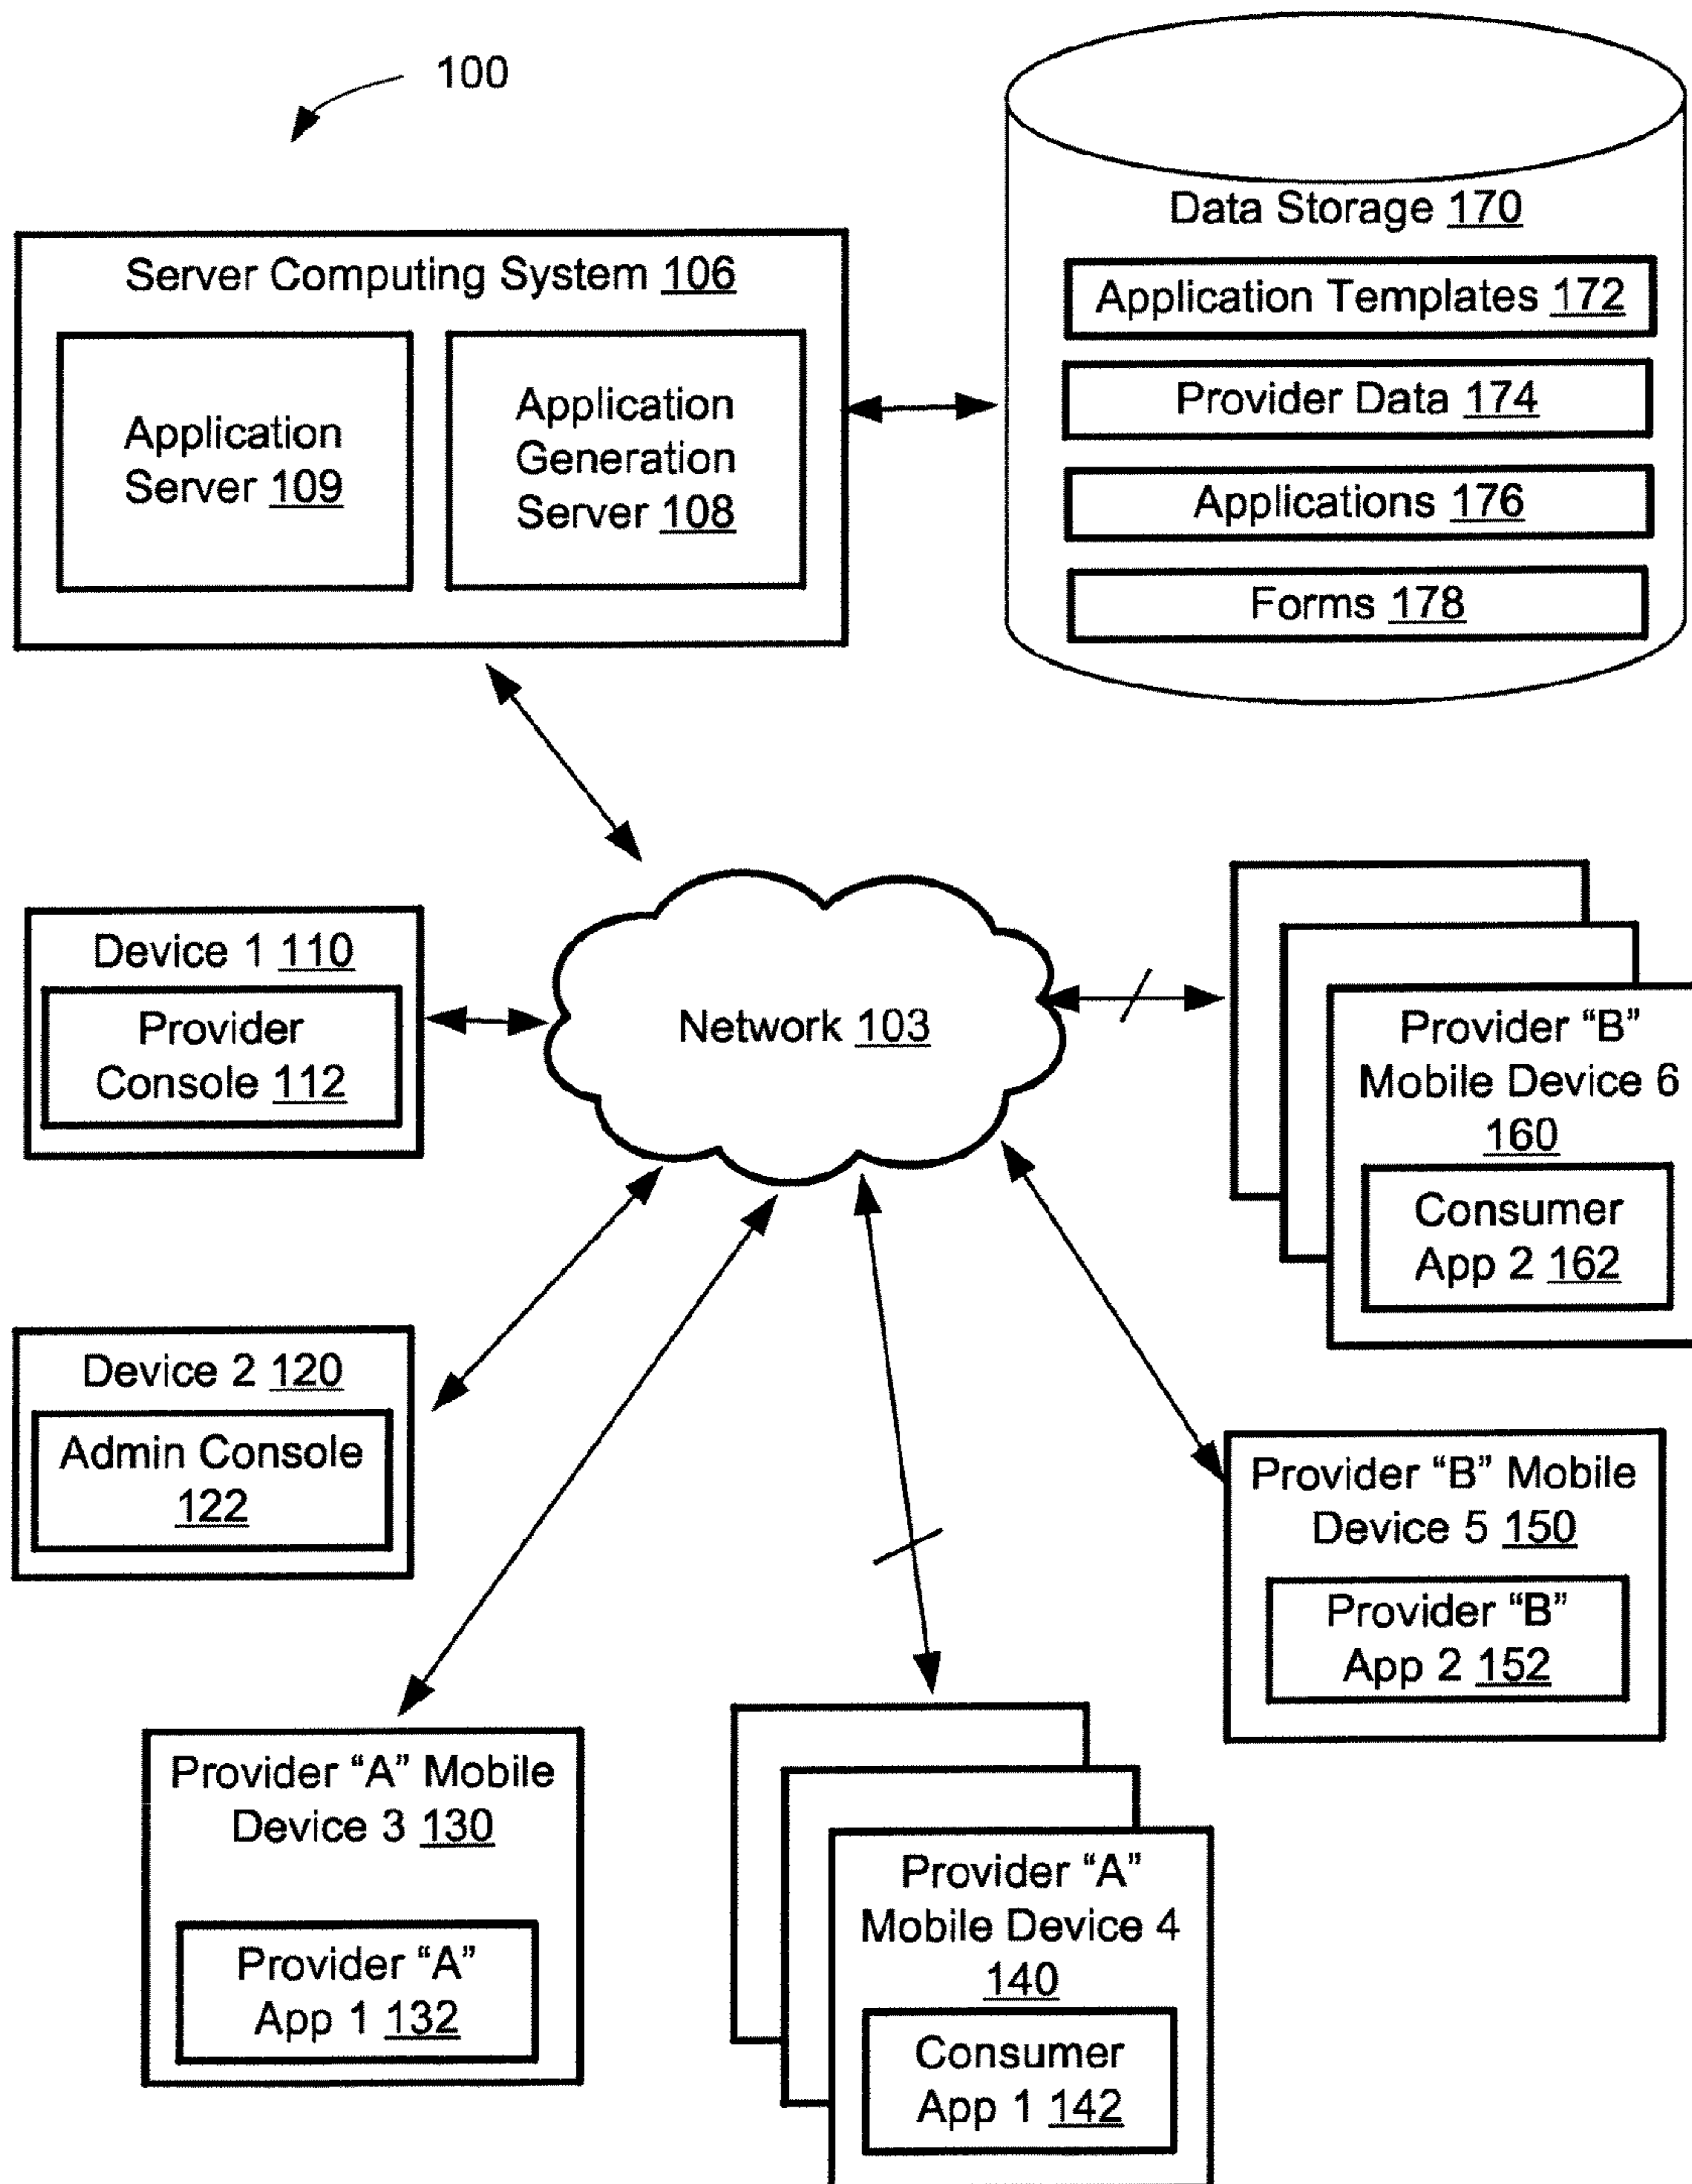 100
Data Storage 170
Application Templates 172
Provider Data 174
Applications 176
Forms 178
Server Computing System 106
Application
Server 109
Application
Generation
Server 108
Network 103
Device 1 110
Provider
Console 112
Device 2 120
Admin Console
122
Provider “A” Mobile
Device 3 130
Provider “A”
App 1 132
Provider “A”
Mobile Device 4
140
Consumer
App 1 142
Provider “B” Mobile
Device 5 150
Provider “B”
App 2 152
Provider “B”
Mobile Device 6
160
Consumer
App 2 162